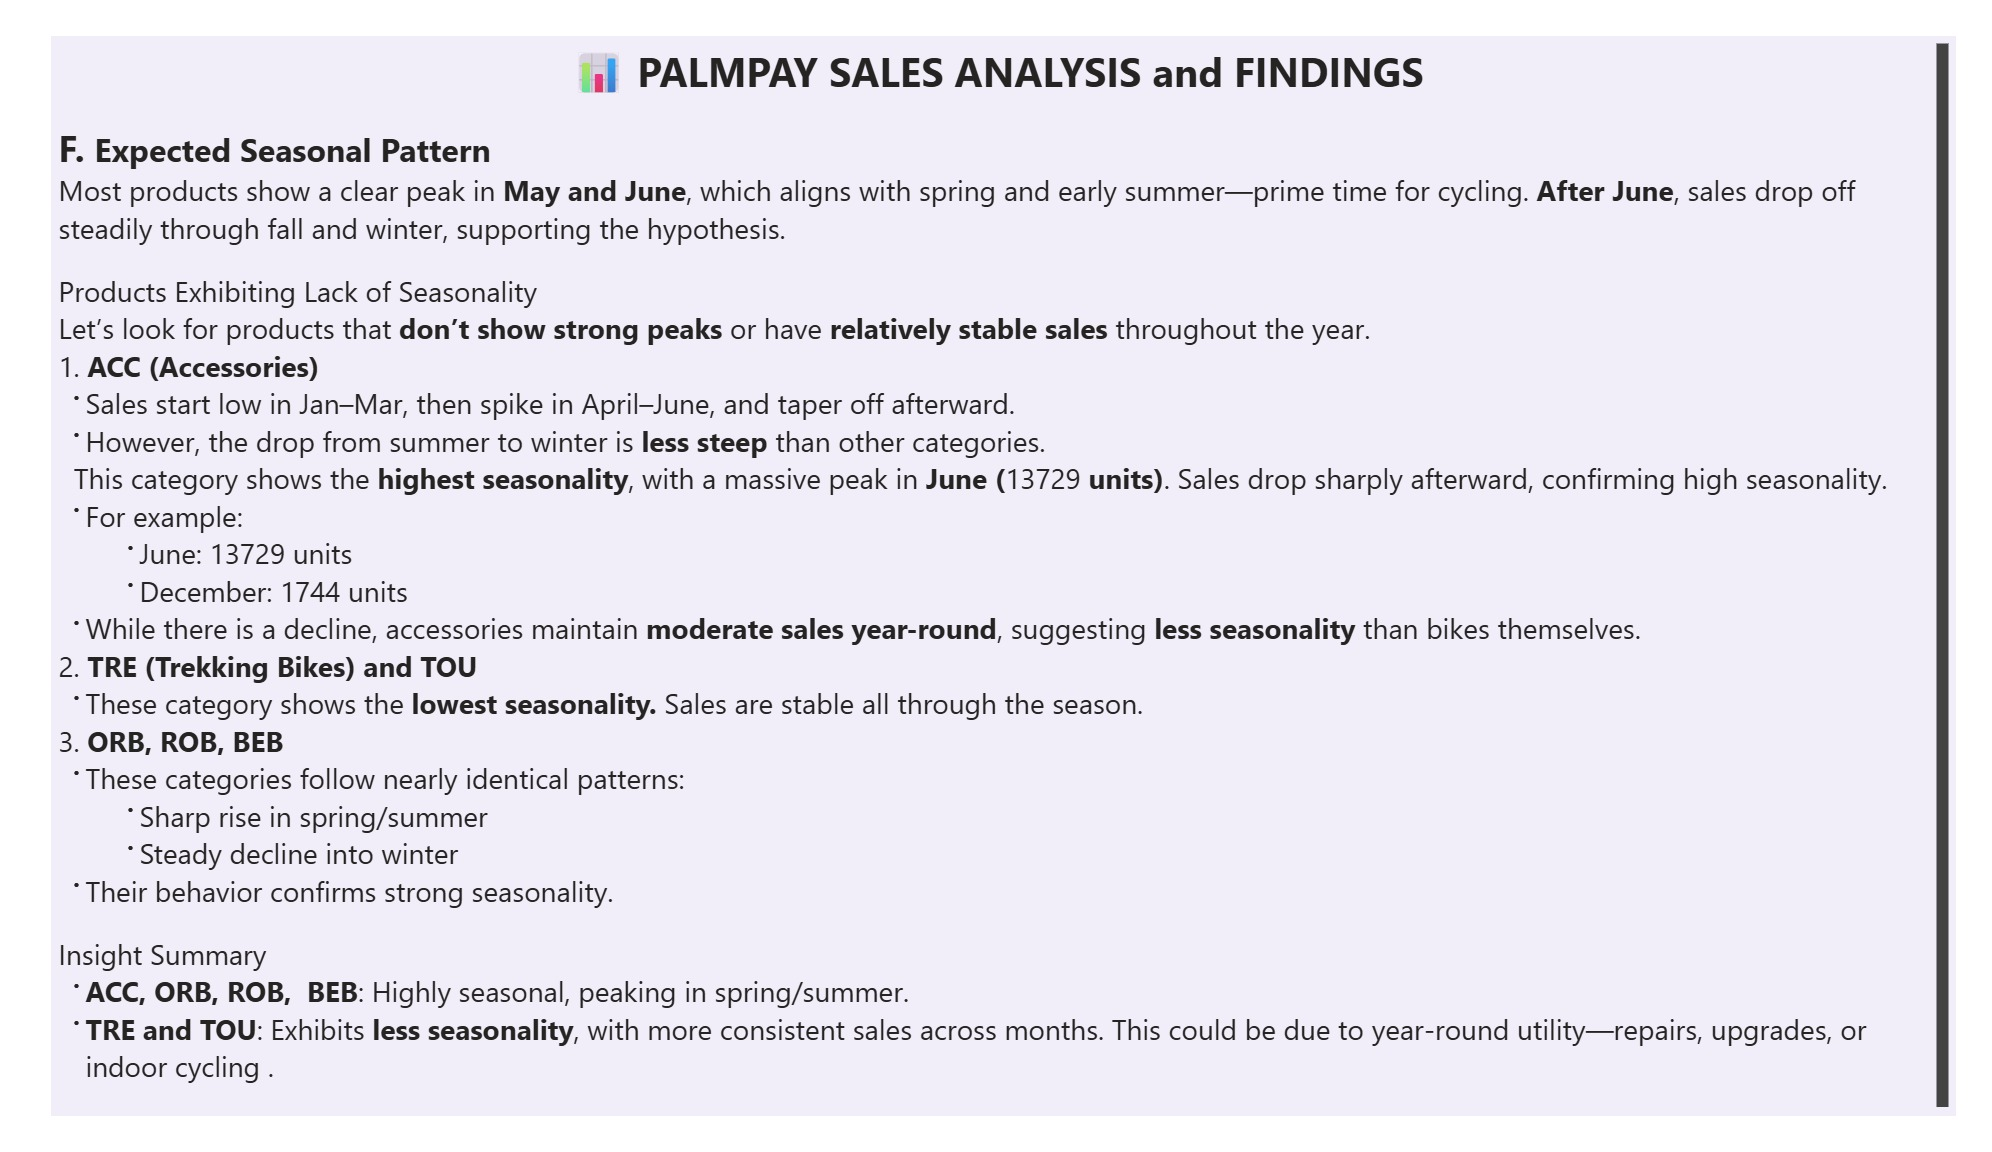 📊 PALMPAY SALES ANALYSIS and FINDINGS
F. Expected Seasonal Pattern
Most products show a clear peak in May and June, which aligns with spring and early summer—prime time for cycling. After June, sales drop off
steadily through fall and winter, supporting the hypothesis.
Products Exhibiting Lack of Seasonality
Let’s look for products that don’t show strong peaks or have relatively stable sales throughout the year.
1. ACC (Accessories)
• Sales start low in Jan–Mar, then spike in April–June, and taper off afterward.
• However, the drop from summer to winter is less steep than other categories.
This category shows the highest seasonality, with a massive peak in June (13729 units). Sales drop sharply afterward, confirming high seasonality.
• For example:
• June: 13729 units
• December: 1744 units
• While there is a decline, accessories maintain moderate sales year-round, suggesting less seasonality than bikes themselves.
2. TRE (Trekking Bikes) and TOU
• These category shows the lowest seasonality. Sales are stable all through the season.
3. ORB, ROB, BEB
• These categories follow nearly identical patterns:
• Sharp rise in spring/summer
• Steady decline into winter
• Their behavior confirms strong seasonality.
Insight Summary
• ACC, ORB, ROB,  BEB: Highly seasonal, peaking in spring/summer.
• TRE and TOU: Exhibits less seasonality, with more consistent sales across months. This could be due to year-round utility—repairs, upgrades, or
indoor cycling .